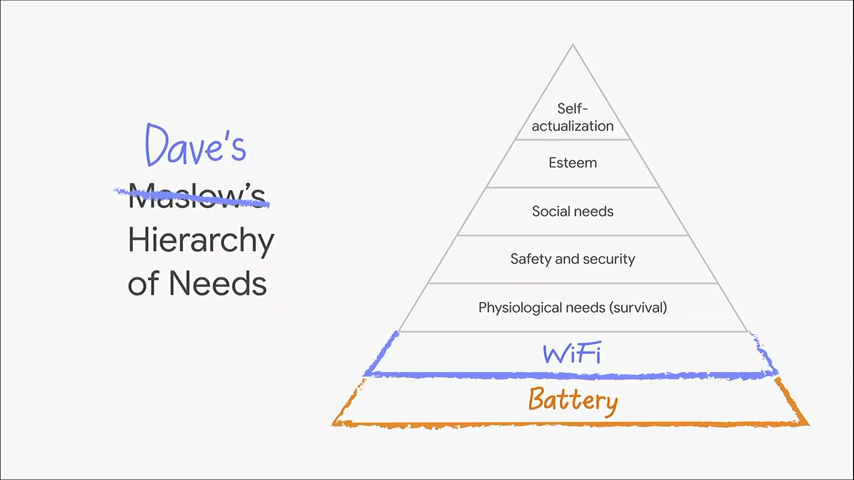 Dave's
Maslow's
Hierarchy
of Needs
Self-
actualization
Esteem
Social needs
Safety and security
Physiological needs (survival)
WiFi
Battery